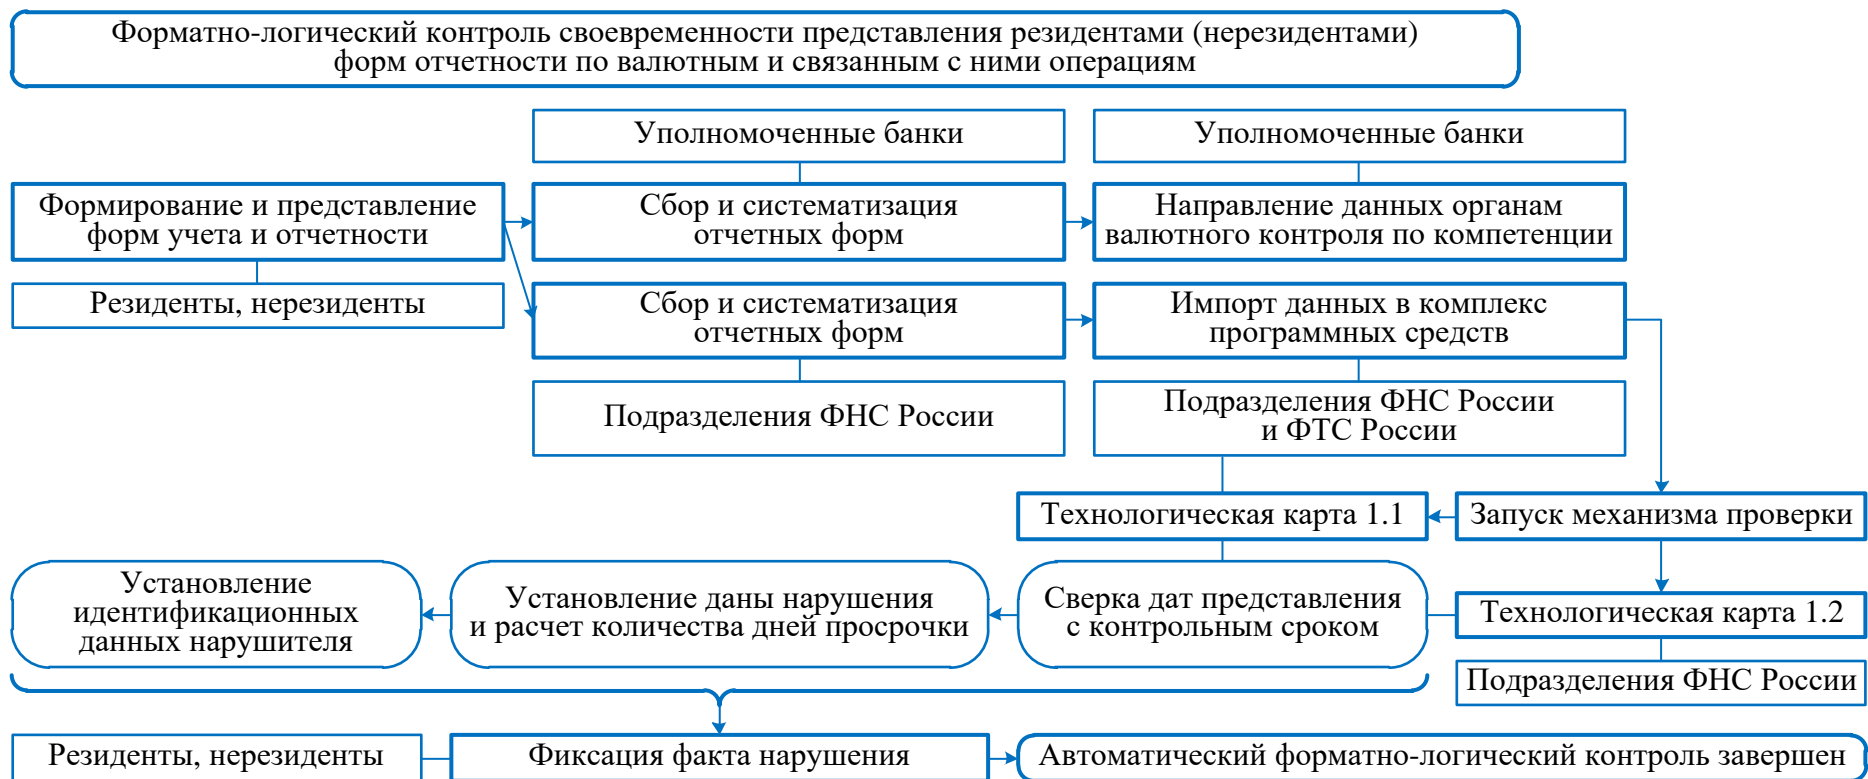 Форматно-логический контроль своевременности представления резидентами (нерезидентами)
форм отчетности по валютным и связанным с ними операциям
Уполномоченные банки
Уполномоченные банки
Формирование и представление
форм учета и отчетности
Сбор и систематизация
отчетных форм
Направление данных органам
валютного контроля по компетенции
Резиденты, нерезиденты
Сбор и систематизация
отчетных форм
Импорт данных в комплекс
программных средств
Подразделения ФНС России
Подразделения ФНС России
и ФТС России
Технологическая карта 1.1
Запуск механизма проверки
Установление
идентификационных
данных нарушителя
Установление даны нарушения
и расчет количества дней просрочки
Сверка дат представления
с контрольным сроком
Технологическая карта 1.2
Подразделения ФНС России
Резиденты, нерезиденты
Фиксация факта нарушения
Автоматический форматно-логический контроль завершен